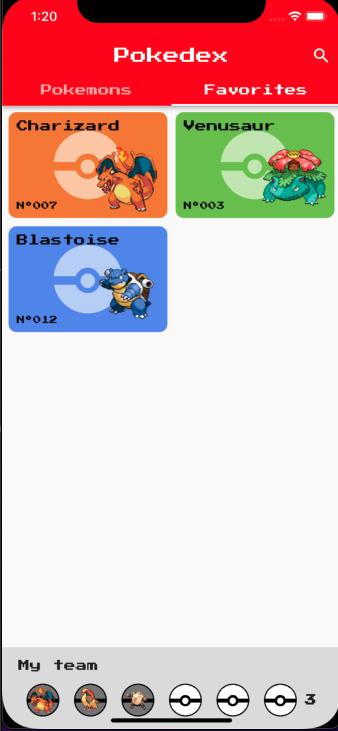 1:20
Pokedex
Pokemons Favorites
Charizard
Nº007
Venusaur
Nº003
Blastoise
Nº012
My team
3